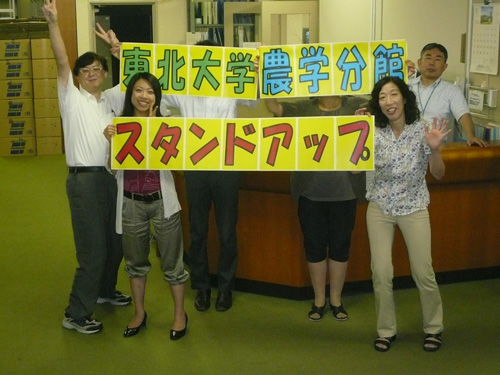 東北大学農学分館
スタンドアップ。